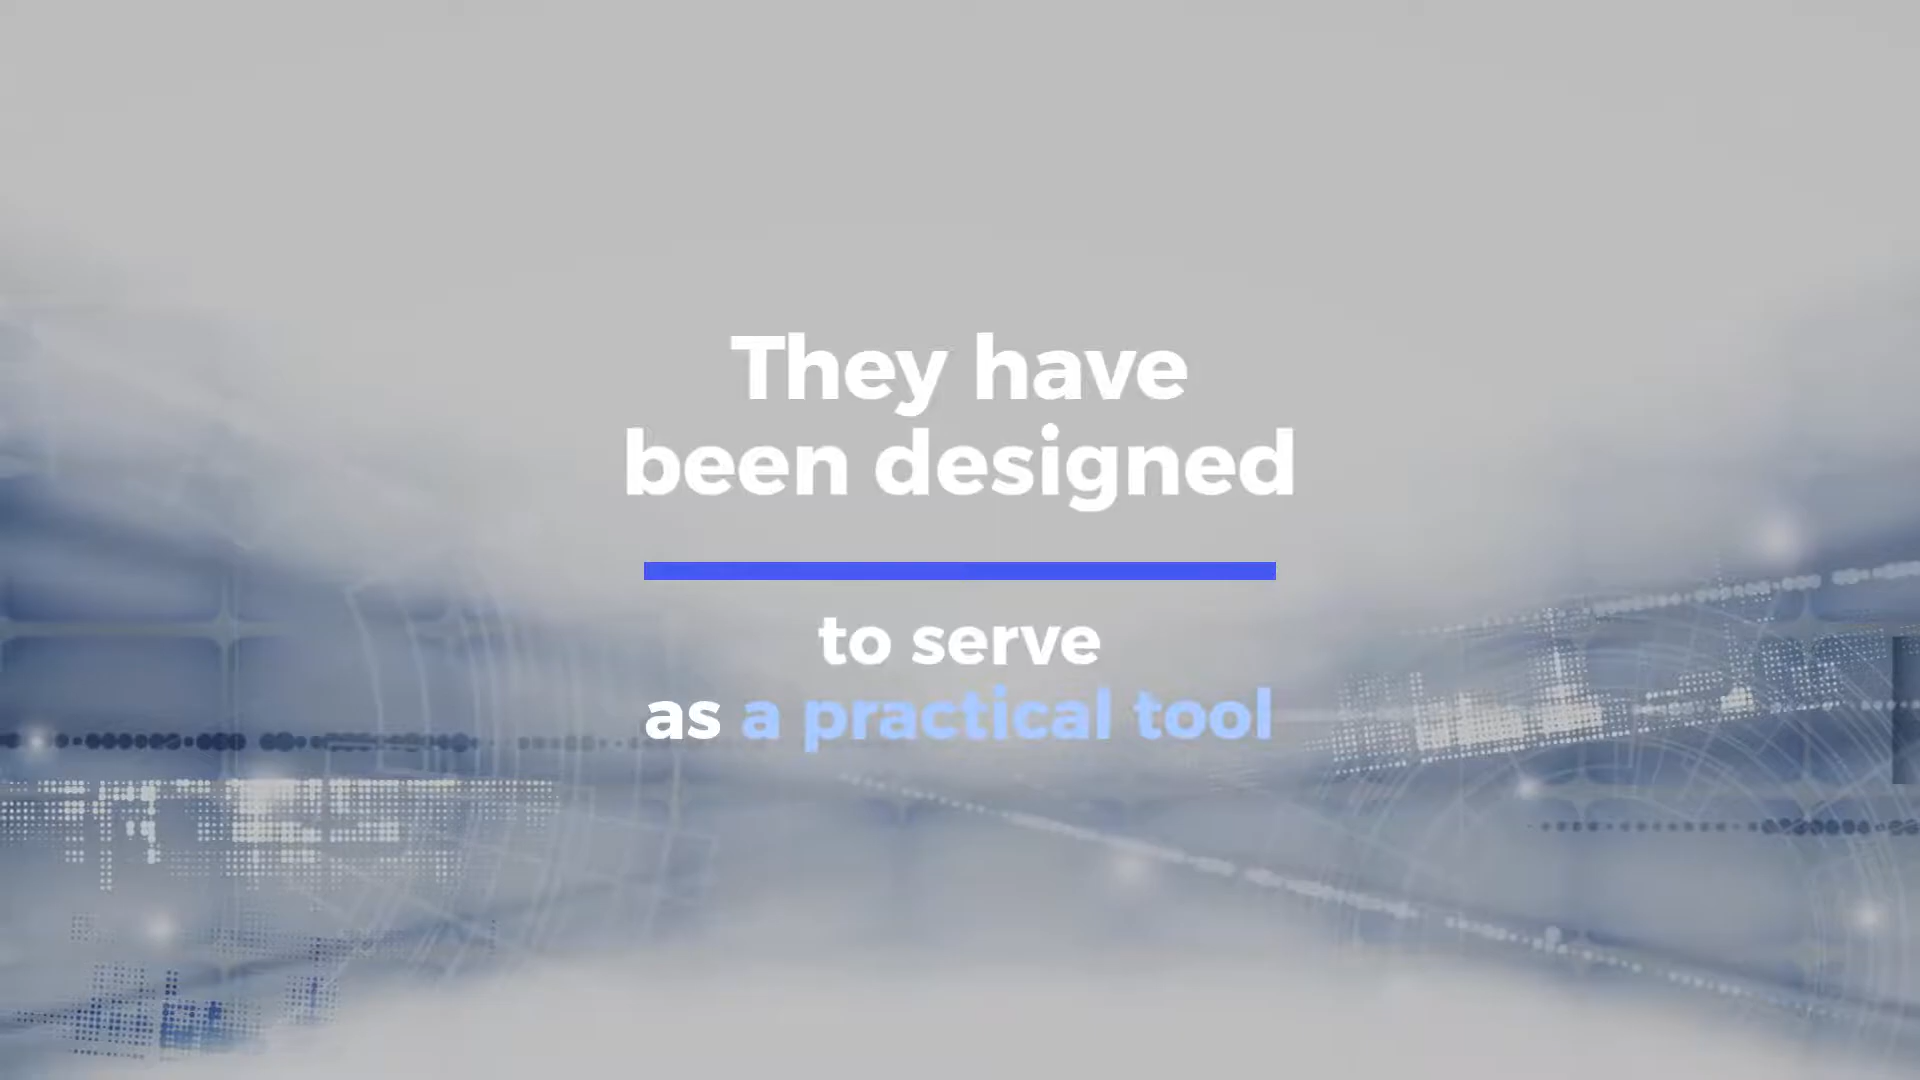 They have
been designed
to serve
as a practical tool